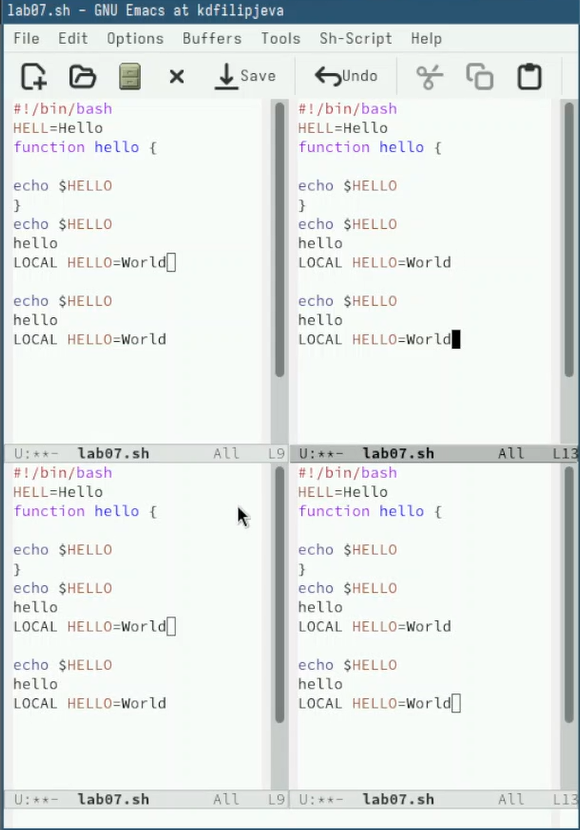 lab07.sh - GNU Emacs at kdfilipjeva
File Edit Options Buffers Tools Sh-Script Help
Save Undo
#!/bin/bash
HELL=Hello
function hello {
echo $HELLO
}
echo $HELLO
hello
LOCAL HELLO=World
echo $HELLO
hello
LOCAL HELLO=World
U:**- lab07.sh All L9
#!/bin/bash
HELL=Hello
function hello {
echo $HELLO
}
echo $HELLO
hello
LOCAL HELLO=World
echo $HELLO
hello
LOCAL HELLO=World
U:**- lab07.sh All L13
#!/bin/bash
HELL=Hello
function hello {
echo $HELLO
}
echo $HELLO
hello
LOCAL HELLO=World
echo $HELLO
hello
LOCAL HELLO=World
U:**- lab07.sh All L9
#!/bin/bash
HELL=Hello
function hello {
echo $HELLO
}
echo $HELLO
hello
LOCAL HELLO=World
echo $HELLO
hello
LOCAL HELLO=World
U:**- lab07.sh All L13